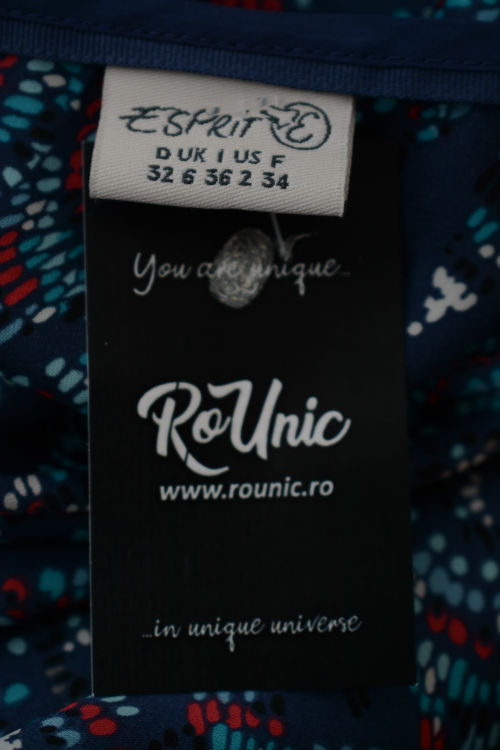 ESPRIT E
D UK I US F
32 6 36 2 34
You are unique...
RoUnic
www.rounic.ro
...in unique universe